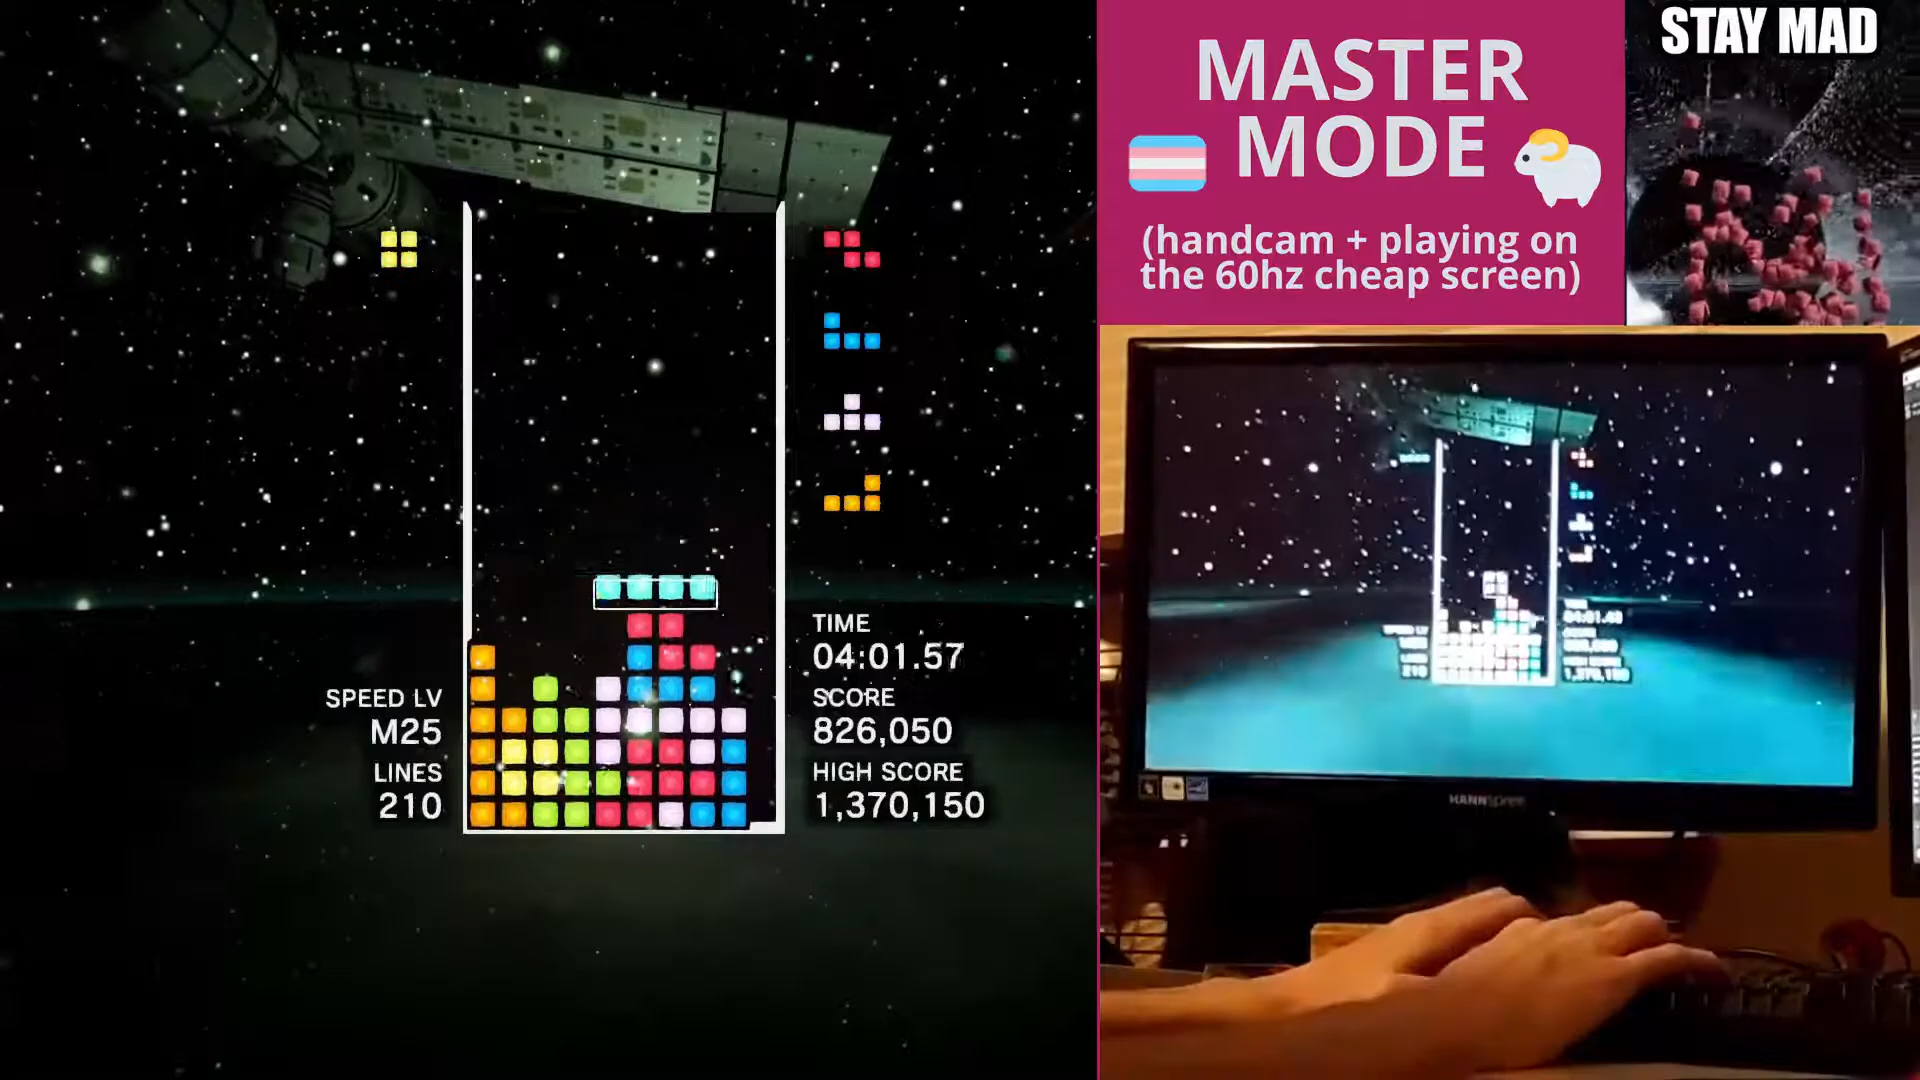 SPEED LV
M25
LINES
210
TIME
04:01.57
SCORE
826,050
HIGH SCORE
1,370,150
MASTER
MODE
(handcam + playing on
the 60hz cheap screen)
STAY MAD
HANNspree